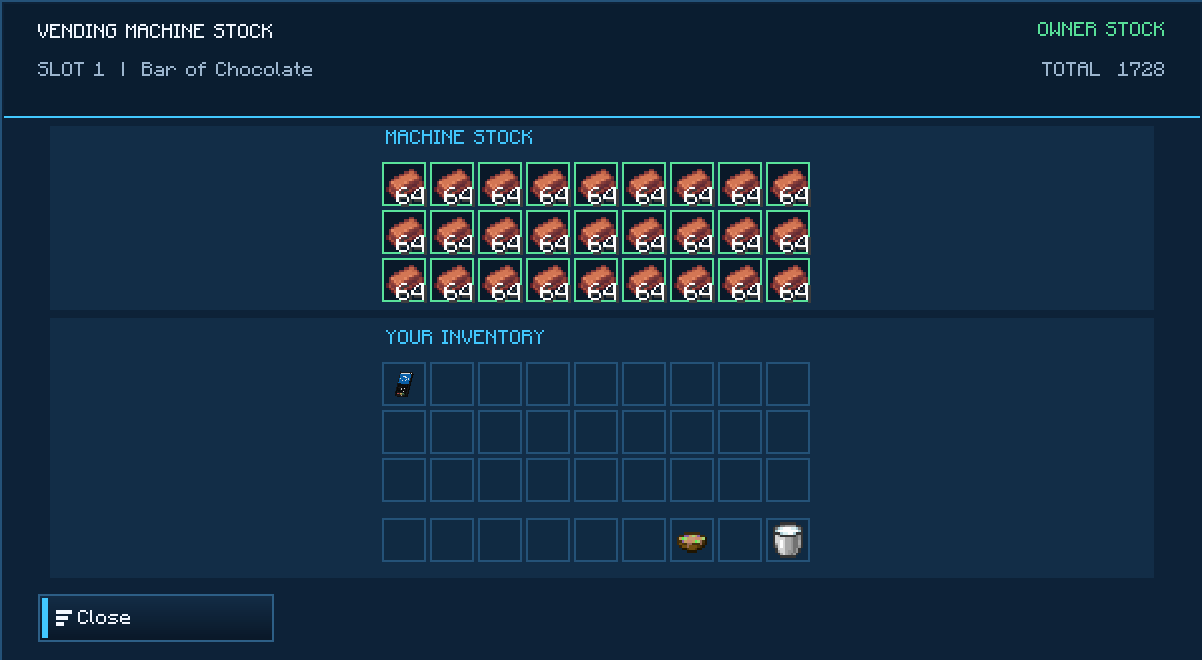 VENDING MACHINE STOCK
OWNER STOCK
SLOT 1 | Bar of Chocolate
TOTAL 1728
MACHINE STOCK
64 64 64 64 64 64 64 64 64
64 64 64 64 64 64 64 64 64
64 64 64 64 64 64 64 64 64
YOUR INVENTORY
Close